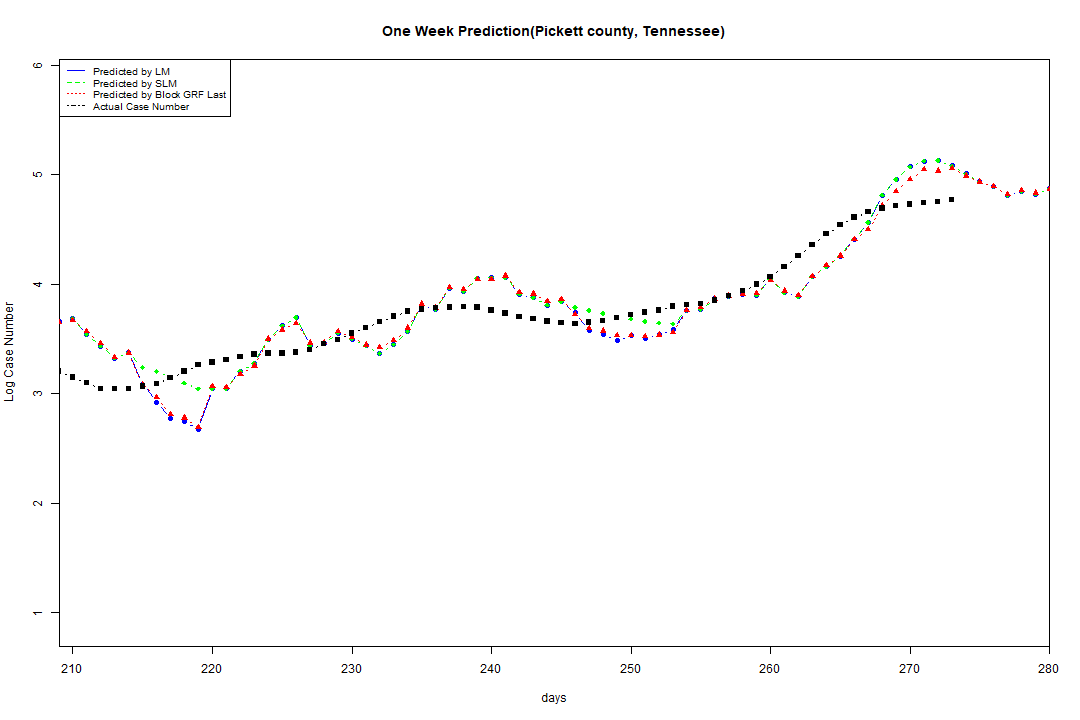 One Week Prediction(Pickett county, Tennessee)
Predicted by LM
Predicted by SLM
Predicted by Block GRF Last
Actual Case Number
6
5
4
3
2
1
Log Case Number
210 220 230 240 250 260 270 280
days